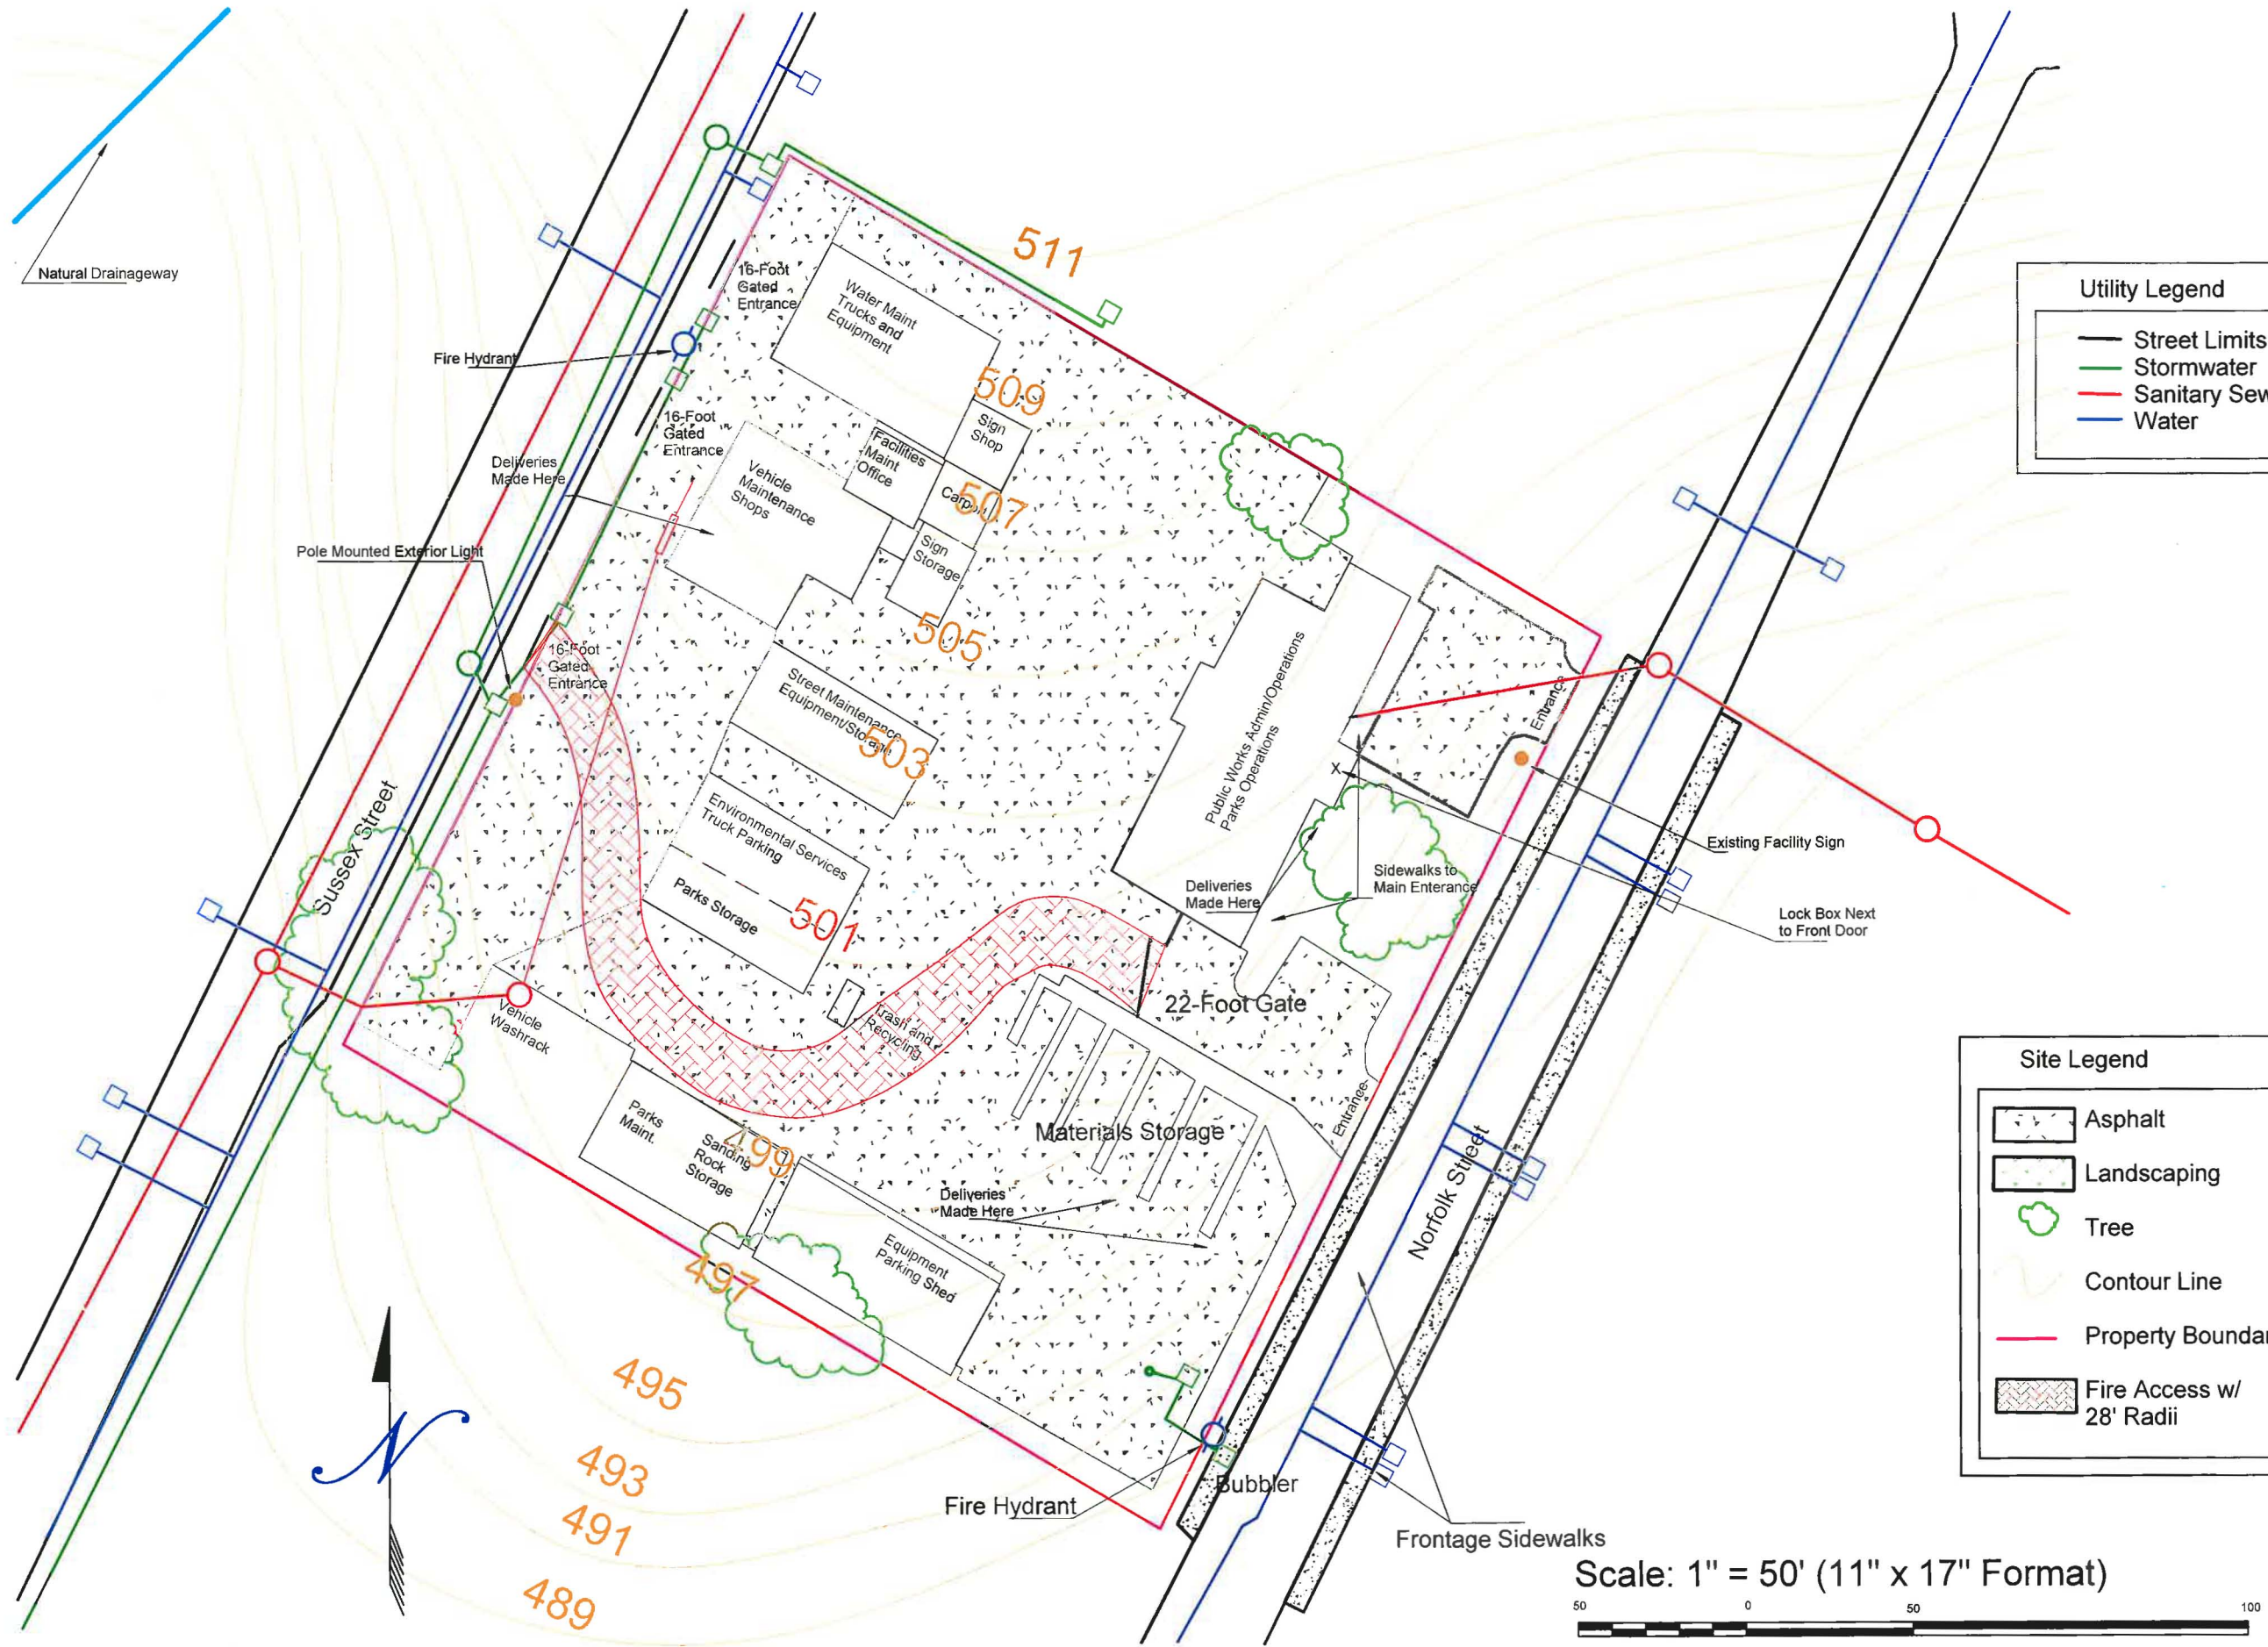 Natural Drainageway
511
16-Foot
Gated
Entrance
Water Maint
Trucks and
Equipment
Utility Legend
Street Limits
Stormwater
Sanitary Sew
Water
Fire Hydrant
509
16-Foot
Gated
Entrance
Sign
Shop
Facilities
Maint
Office
Deliveries
Made Here
Vehicle
Maintenance
Shops
Carport
507
Pole Mounted Exterior Light
Sign
Storage
505
16-Foot
Gated
Entrance
Street Maintenance
Equipment/Storage
503
Public Works Admin/Operations
Parks Operations
Entrance
X
Sussex Street
Environmental Services
Truck Parking
Parks Storage
501
Existing Facility Sign
Deliveries
Made Here
Sidewalks to
Main Enterance
Lock Box Next
to Front Door
22-Foot Gate
Vehicle
Washrack
Trash and
Recycling
Entrance
Parks
Maint.
Sanding
Rock
Storage
499
Materials Storage
Norfolk Street
Deliveries
Made Here
Site Legend
Asphalt
Landscaping
Tree
Contour Line
Property Boundar
Fire Access w/
28' Radii
Equipment
Parking Shed
497
495
493
491
489
N
Fire Hydrant
Bubbler
Frontage Sidewalks
Scale: 1" = 50' (11" x 17" Format)
50 0 50 100